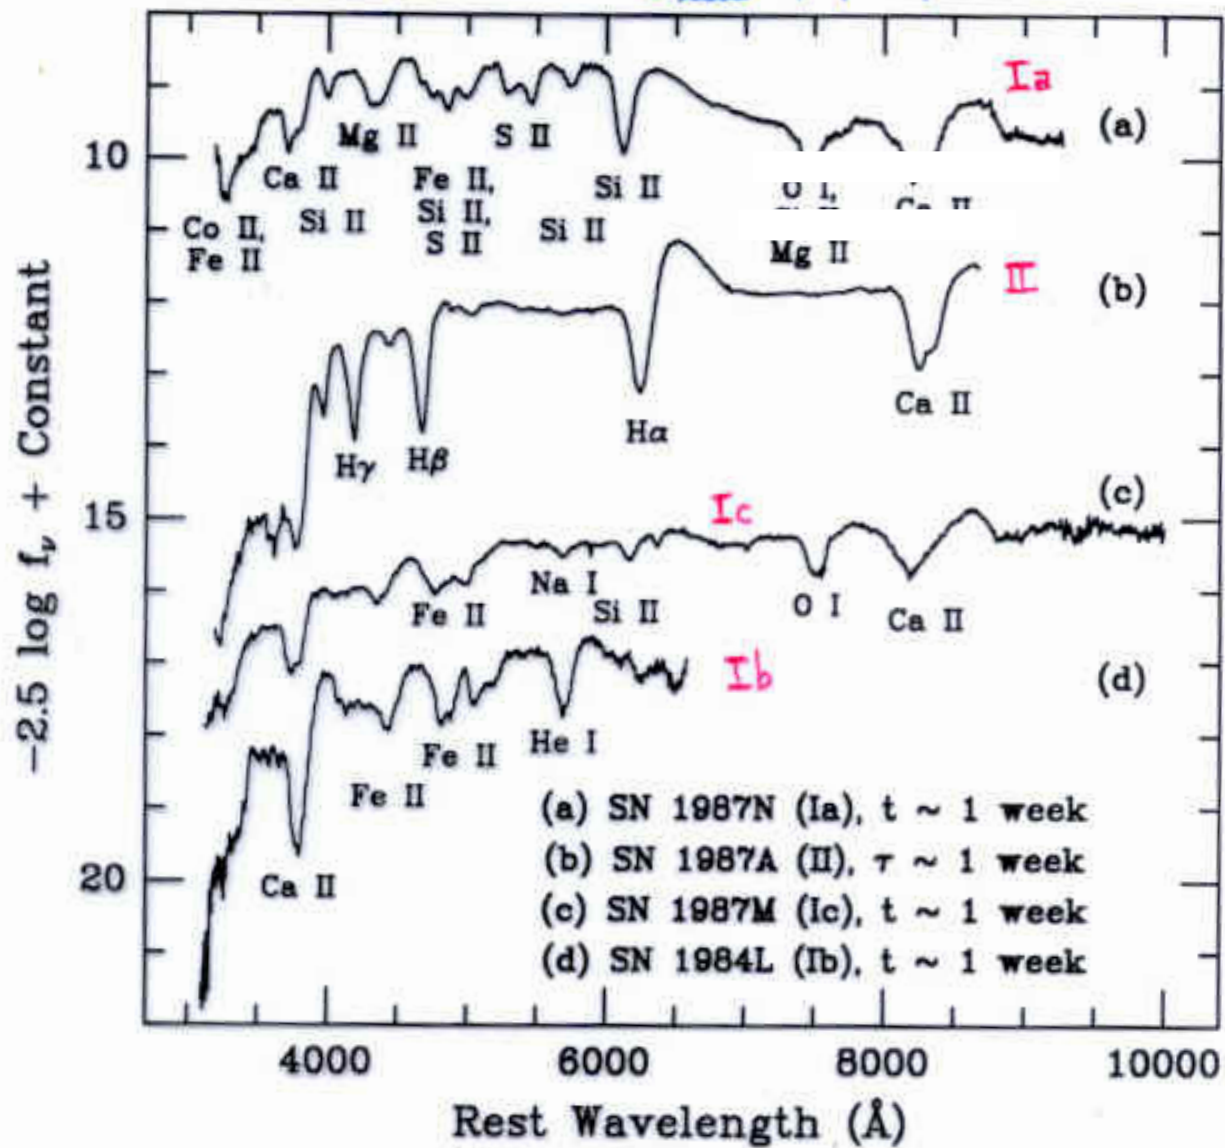 Ia
(a)
Mg II
S II
10
Ca II
Fe II,
Si II
O I,
Ca II
Si II
Si II,
Co II,
S II
Si II
Fe II
Mg II
II
(b)
Ca II
Hα
Hγ
Hβ
(c)
Ic
15
Na I
Fe II
Si II
O I
Ca II
Ib
(d)
He I
Fe II
Fe II
(a) SN 1987N (Ia), t ~ 1 week
(b) SN 1987A (II), τ ~ 1 week
(c) SN 1987M (Ic), t ~ 1 week
(d) SN 1984L (Ib), t ~ 1 week
20
Ca II
-2.5 log fν + Constant
4000 6000 8000 10000
Rest Wavelength (Å)